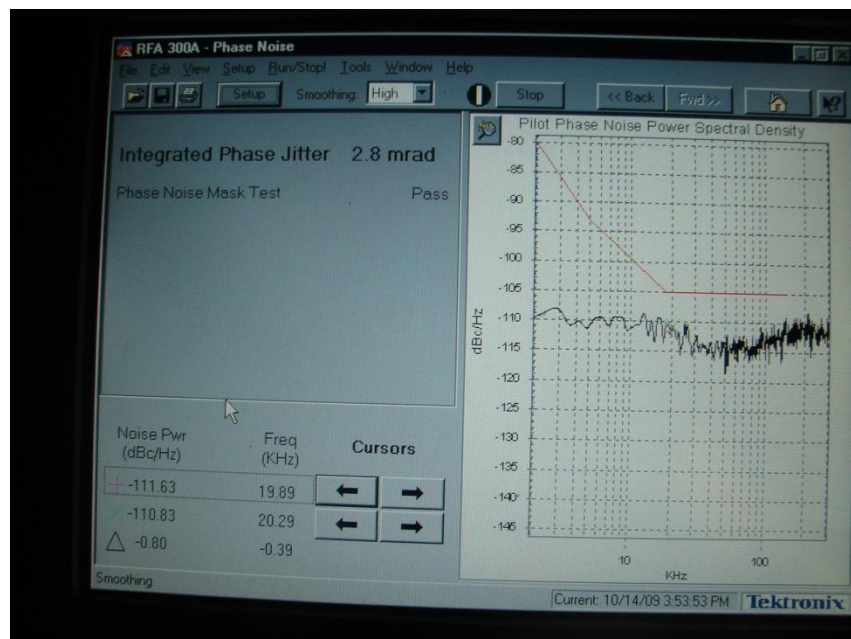 RFA 300A - Phase Noise
File Edit View Setup Run/Stop! Tools Window Help
Setup Smoothing: High Stop << Back Fwd >>
Integrated Phase Jitter 2.8 mrad
Phase Noise Mask Test Pass
Pilot Phase Noise Power Spectral Density
-80
-85
-90
-95
-100
-105
-110
-115
-120
-125
-130
-135
-140
-145
dBc/Hz
10 100
KHz
Noise Pwr
(dBc/Hz)
Freq
(KHz)
Cursors
-111.63 19.89
-110.83 20.29
-0.80 -0.39
Smoothing
Current: 10/14/09 3:53:53 PM Tektronix